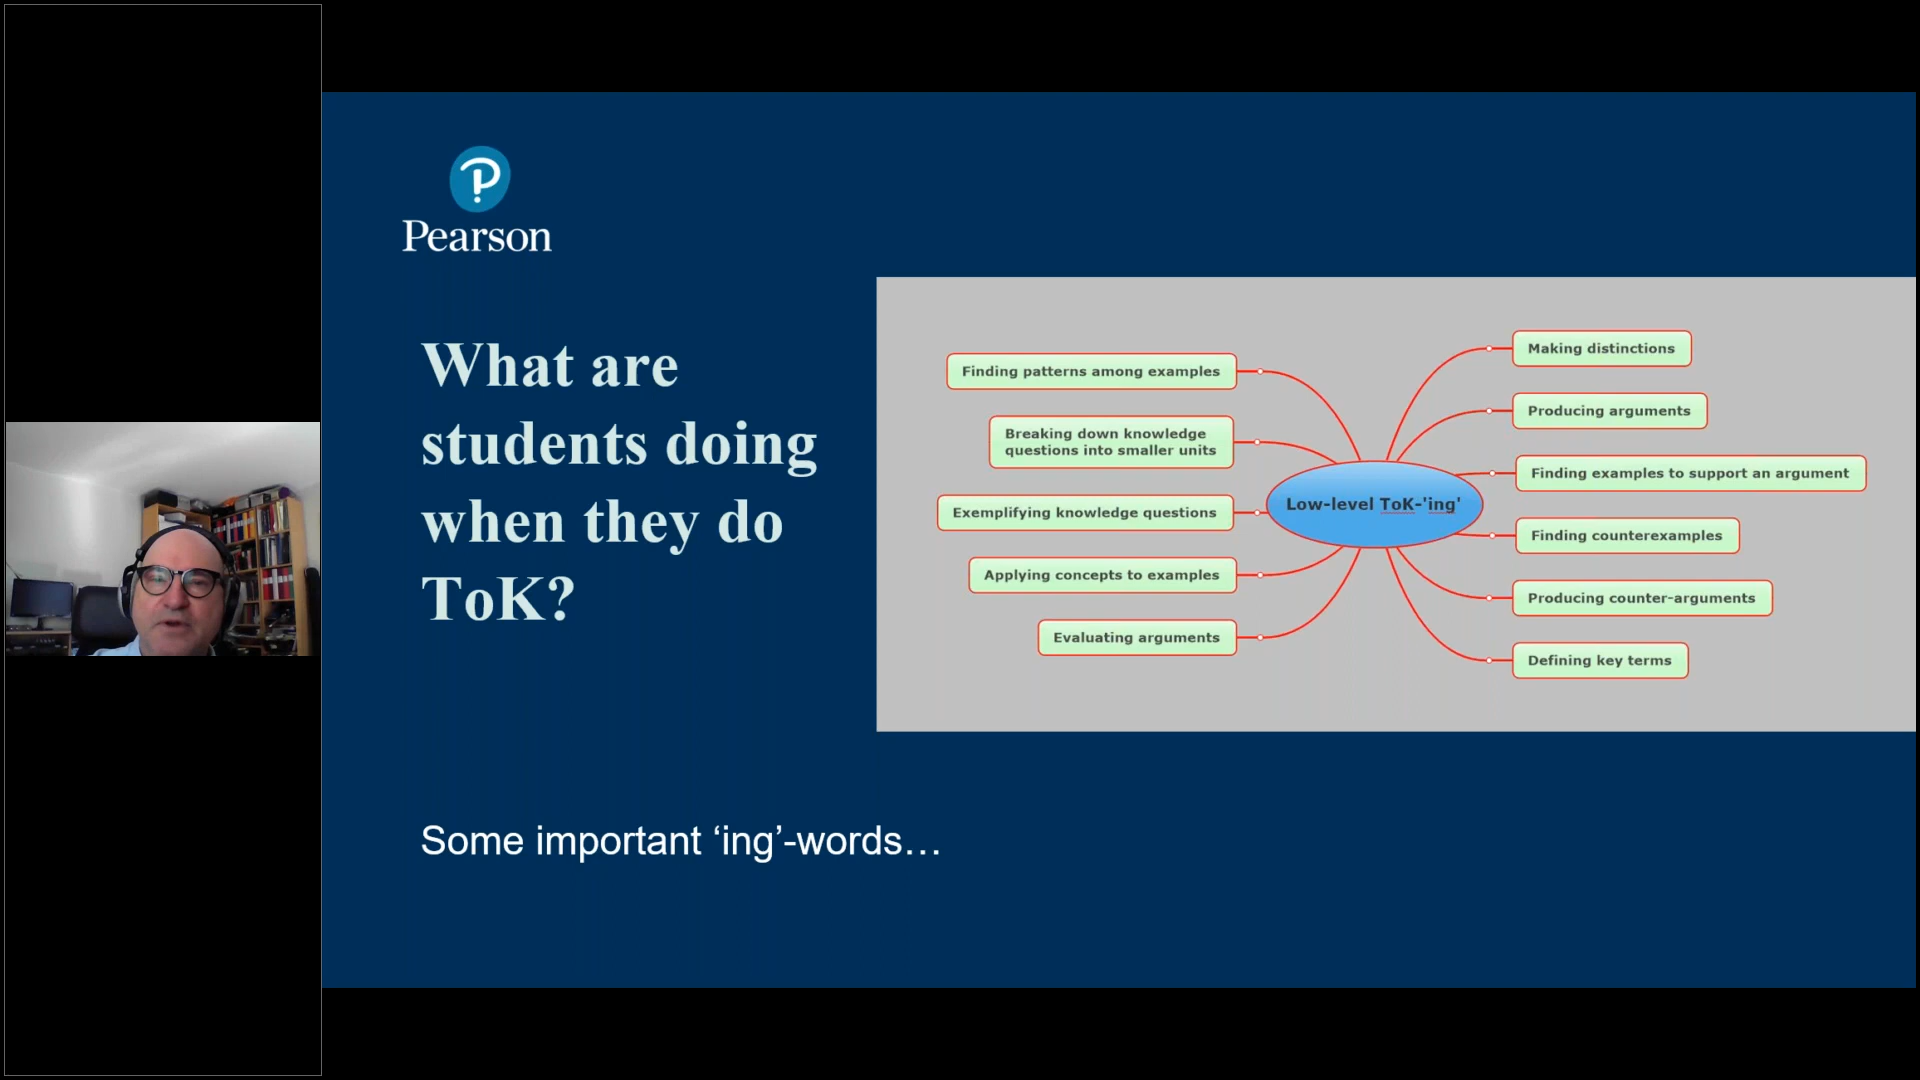 Pearson
What are
students doing
when they do
ToK?
Finding patterns among examples
Breaking down knowledge
questions into smaller units
Exemplifying knowledge questions
Applying concepts to examples
Evaluating arguments
Low-level ToK-'ing'
Making distinctions
Producing arguments
Finding examples to support an argument
Finding counterexamples
Producing counter-arguments
Defining key terms
Some important ‘ing’-words…